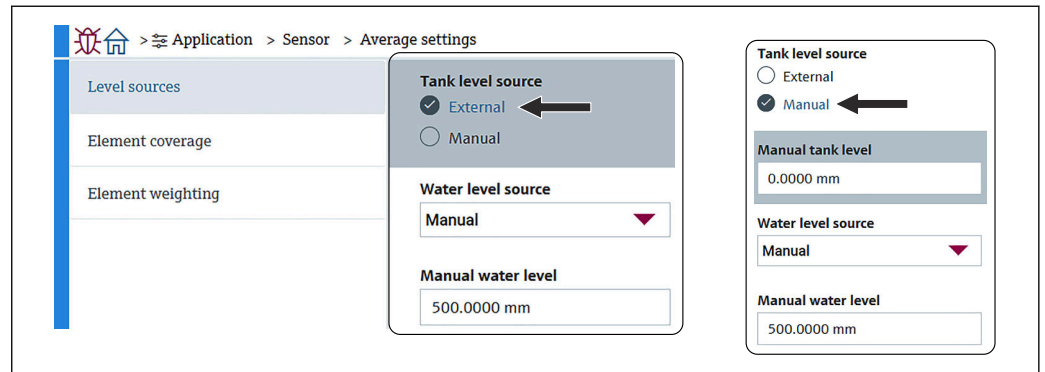 > Application > Sensor > Average settings
Level sources
Element coverage
Element weighting
Tank level source
External
Manual
Water level source
Manual
Manual water level
500.0000 mm
Tank level source
External
Manual
Manual tank level
0.0000 mm
Water level source
Manual
Manual water level
500.0000 mm